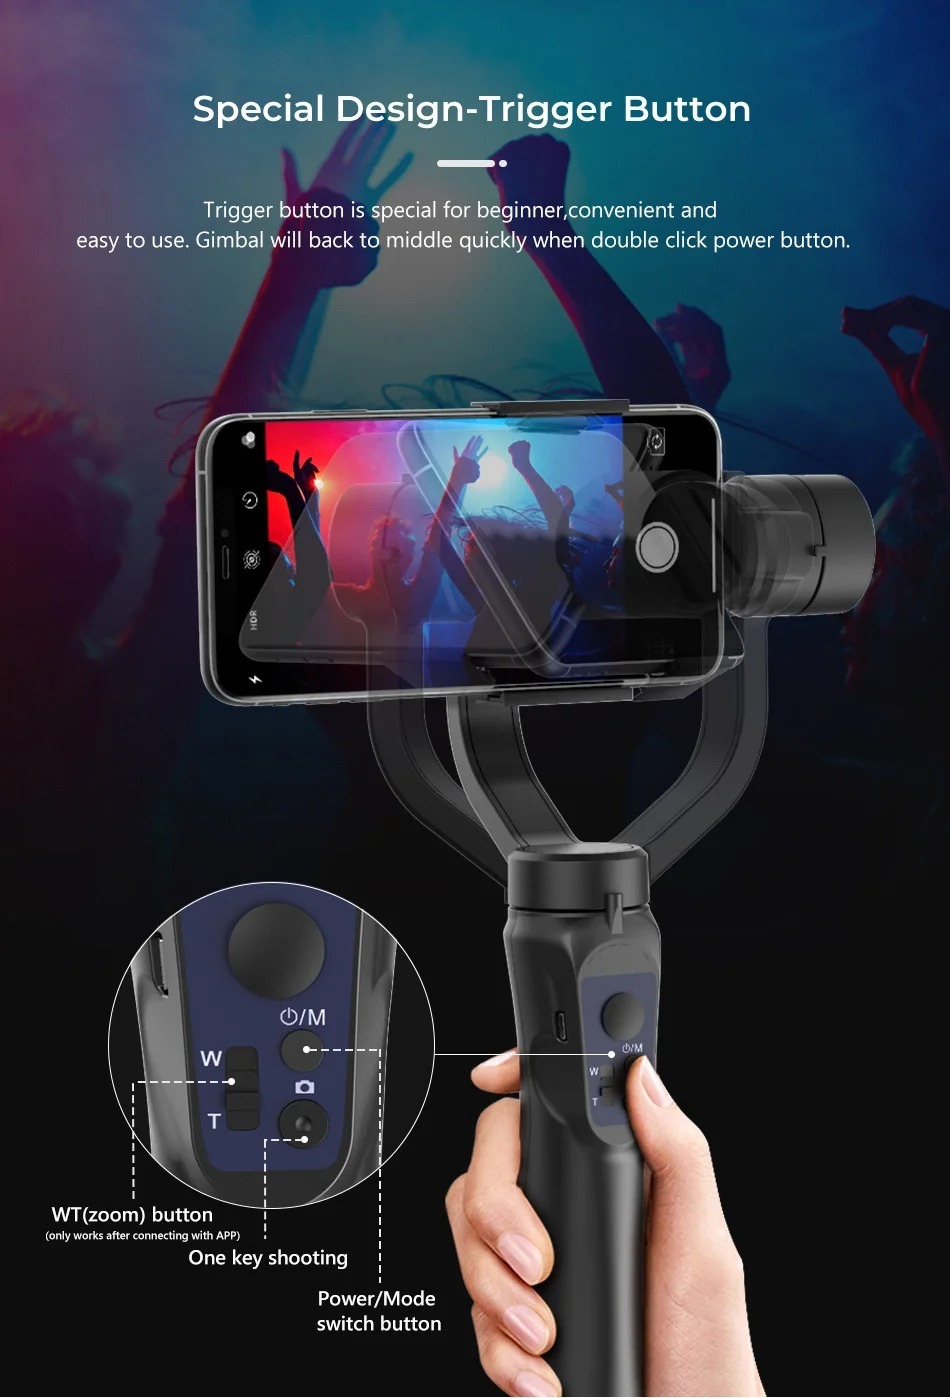 Special Design-Trigger Button
Trigger button is special for beginner,convenient and
easy to use. Gimbal will back to middle quickly when double click power button.
HDR
⏻/M
W
T
⏻/M
W
T
WT(zoom) button
(only works after connecting with APP)
One key shooting
Power/Mode
switch button